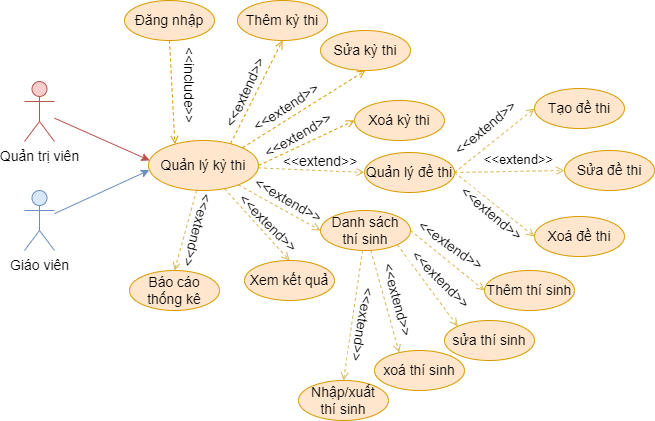 Đăng nhập
Thêm kỷ thi
Sửa kỳ thi
<<include>>
<<extend>>
<<extend>>
Xoá kỳ thi
<<extend>>
Quản trị viên
Quản lý kỳ thi
<<extend>>
Quản lý đề thi
<<extend>>
Tạo đề thi
<<extend>>
Sửa đề thi
<<extend>>
Xoá đề thi
Giáo viên
<<extend>>
Danh sách
thí sinh
<<extend>>
<<extend>>
Báo cáo
thống kê
Xem kết quả
<<extend>>
Thêm thí sinh
<<extend>>
sửa thí sinh
<<extend>>
xoá thí sinh
<<extend>>
Nhập/xuất
thí sinh